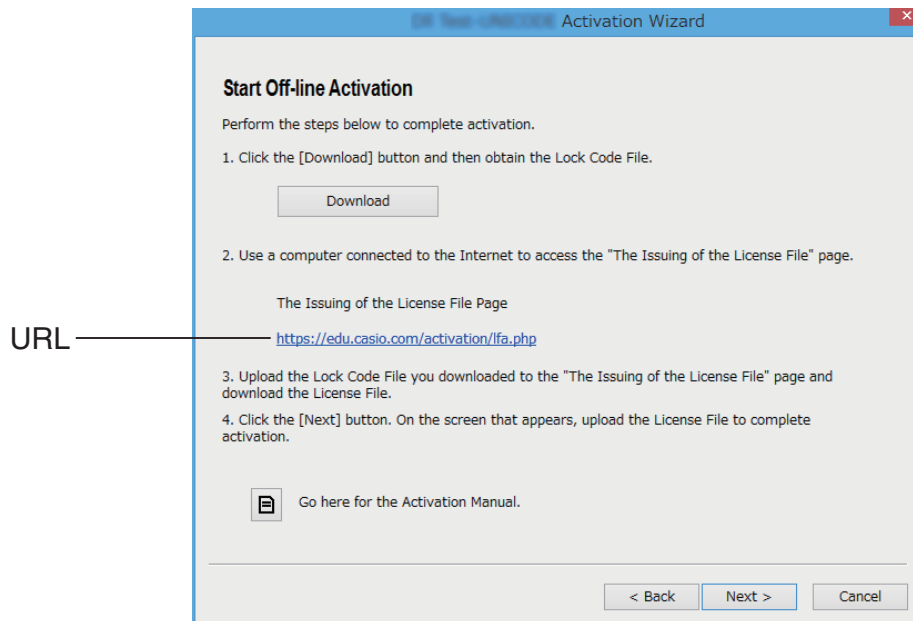 Activation Wizard
Start Off-line Activation
Perform the steps below to complete activation.
1. Click the [Download] button and then obtain the Lock Code File.
Download
2. Use a computer connected to the Internet to access the "The Issuing of the License File" page.
The Issuing of the License File Page
URL
https://edu.casio.com/activation/lfa.php
3. Upload the Lock Code File you downloaded to the "The Issuing of the License File" page and
download the License File.
4. Click the [Next] button. On the screen that appears, upload the License File to complete
activation.
Go here for the Activation Manual.
< Back
Next >
Cancel